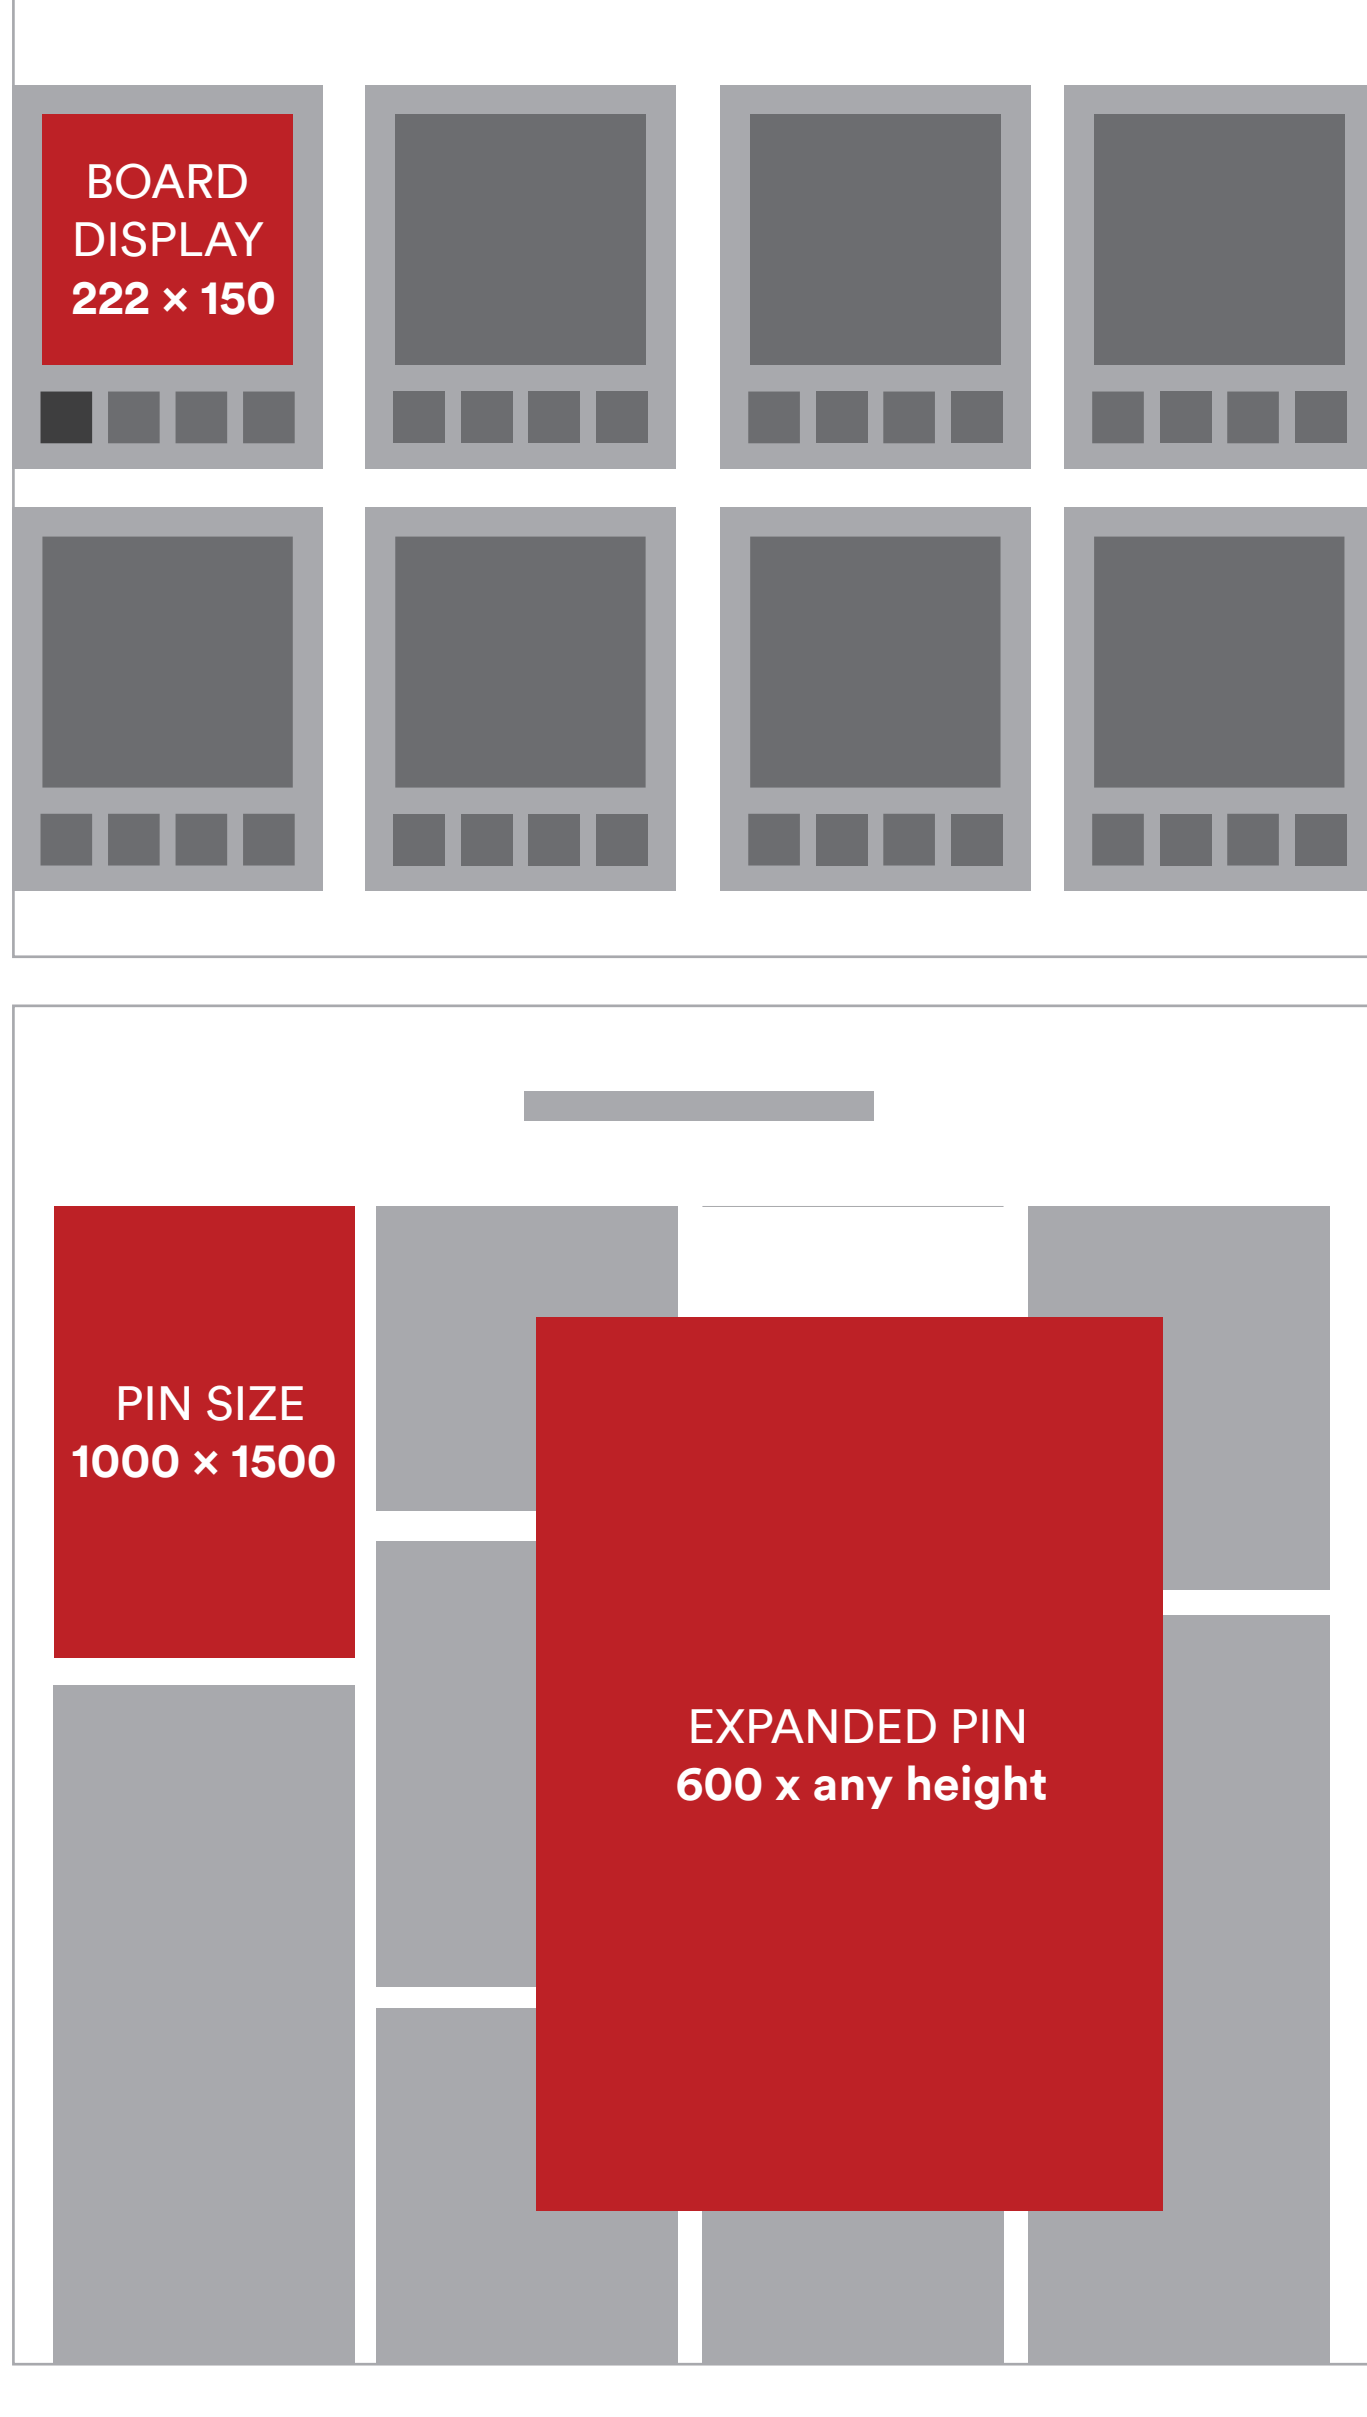 BOARD
DISPLAY
222 × 150
PIN SIZE
1000 × 1500
EXPANDED PIN
600 x any height